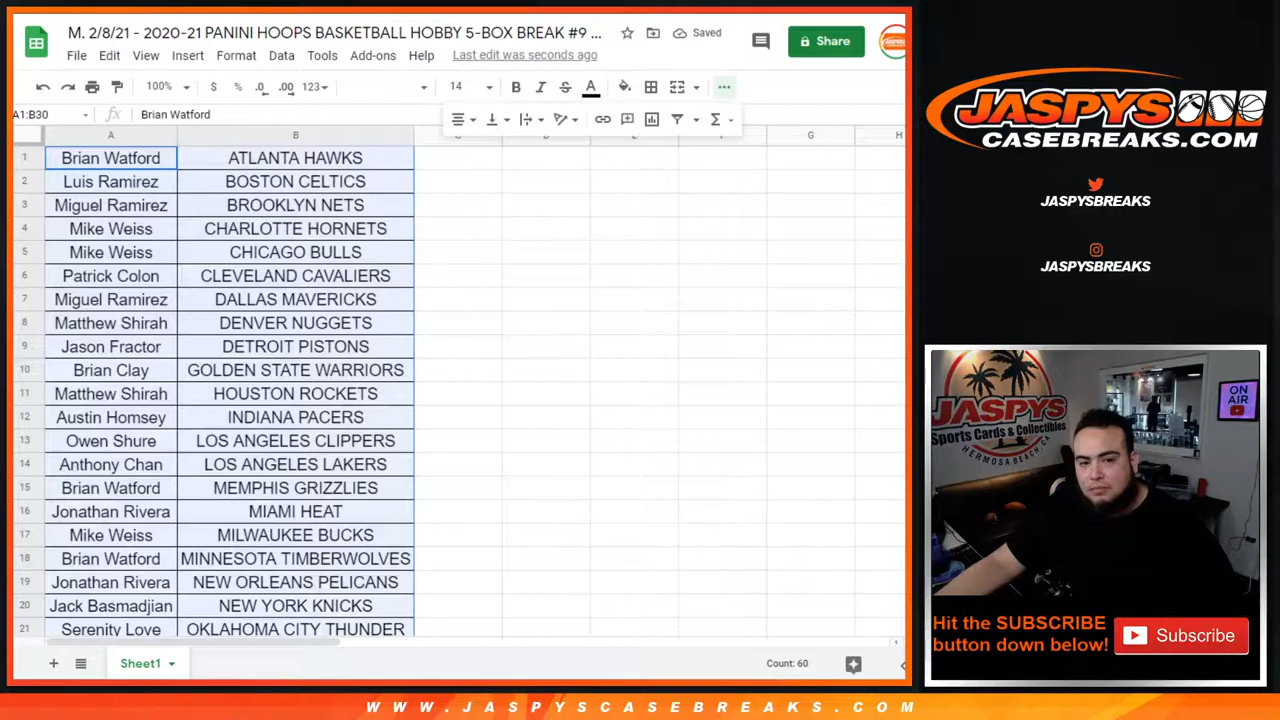 M. 2/8/21 - 2020-21 PANINI HOOPS BASKETBALL HOBBY 5-BOX BREAK #9 ...
Saved
Share
File Edit View Insert Format Data Tools Add-ons Help Last edit was seconds ago
100% $ % .0 .00 123 14 B I S A
A1:B30 fx Brian Watford
A B G H
1 Brian Watford ATLANTA HAWKS
2 Luis Ramirez BOSTON CELTICS
3 Miguel Ramirez BROOKLYN NETS
4 Mike Weiss CHARLOTTE HORNETS
5 Mike Weiss CHICAGO BULLS
6 Patrick Colon CLEVELAND CAVALIERS
7 Miguel Ramirez DALLAS MAVERICKS
8 Matthew Shirah DENVER NUGGETS
9 Jason Fractor DETROIT PISTONS
10 Brian Clay GOLDEN STATE WARRIORS
11 Matthew Shirah HOUSTON ROCKETS
12 Austin Homsey INDIANA PACERS
13 Owen Shure LOS ANGELES CLIPPERS
14 Anthony Chan LOS ANGELES LAKERS
15 Brian Watford MEMPHIS GRIZZLIES
16 Jonathan Rivera MIAMI HEAT
17 Mike Weiss MILWAUKEE BUCKS
18 Brian Watford MINNESOTA TIMBERWOLVES
19 Jonathan Rivera NEW ORLEANS PELICANS
20 Jack Basmadjian NEW YORK KNICKS
21 Serenity Love OKLAHOMA CITY THUNDER
Sheet1
Count: 60
JASPYS
CASEBREAKS.COM
JASPYSBREAKS
JASPYSBREAKS
JASPYS
Sports Cards & Collectibles
HERMOSA BEACH, CA
ON
AIR
Hit the SUBSCRIBE
button down below!
Subscribe
WWW.JASPYSCASEBREAKS.COM